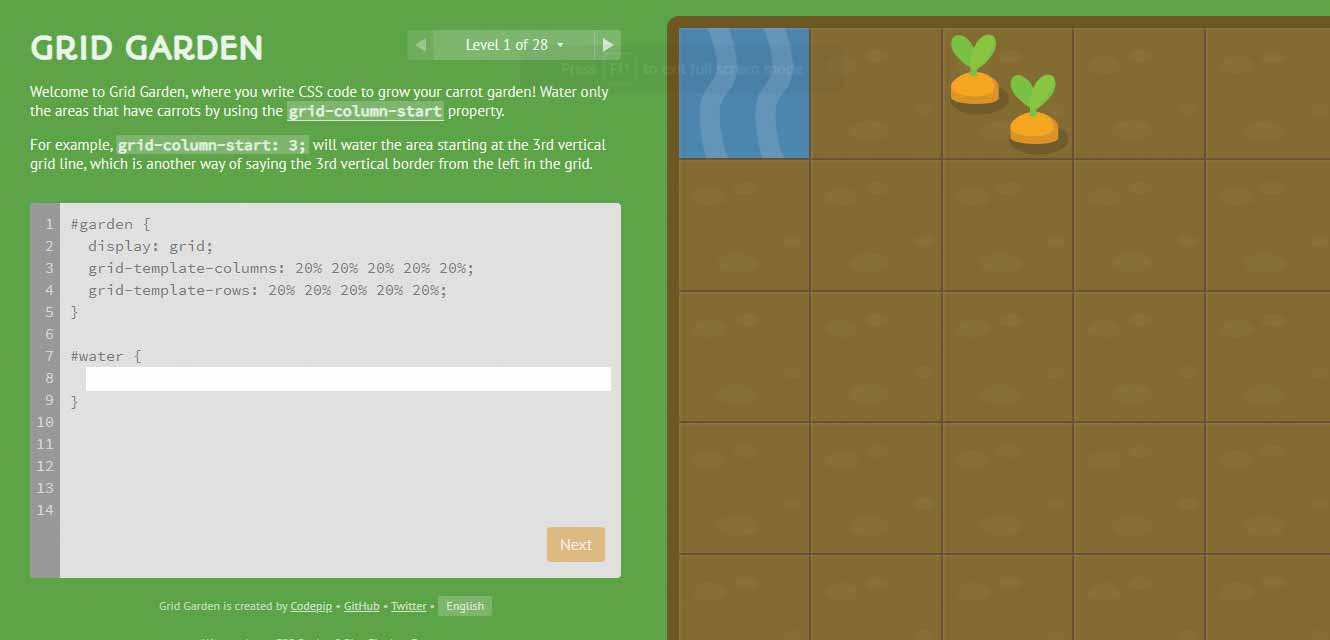 GRID GARDEN
Level 1 of 28
Press F11 to exit full screen mode
Welcome to Grid Garden, where you write CSS code to grow your carrot garden! Water only
the areas that have carrots by using the grid-column-start property.
For example, grid-column-start: 3; will water the area starting at the 3rd vertical
grid line, which is another way of saying the 3rd vertical border from the left in the grid.
1 #garden {
2 display: grid;
3 grid-template-columns: 20% 20% 20% 20% 20%;
4 grid-template-rows: 20% 20% 20% 20% 20%;
5 }
6
7 #water {
8
9 }
10
11
12
13
14
Next
Grid Garden is created by Codepip • GitHub • Twitter • English